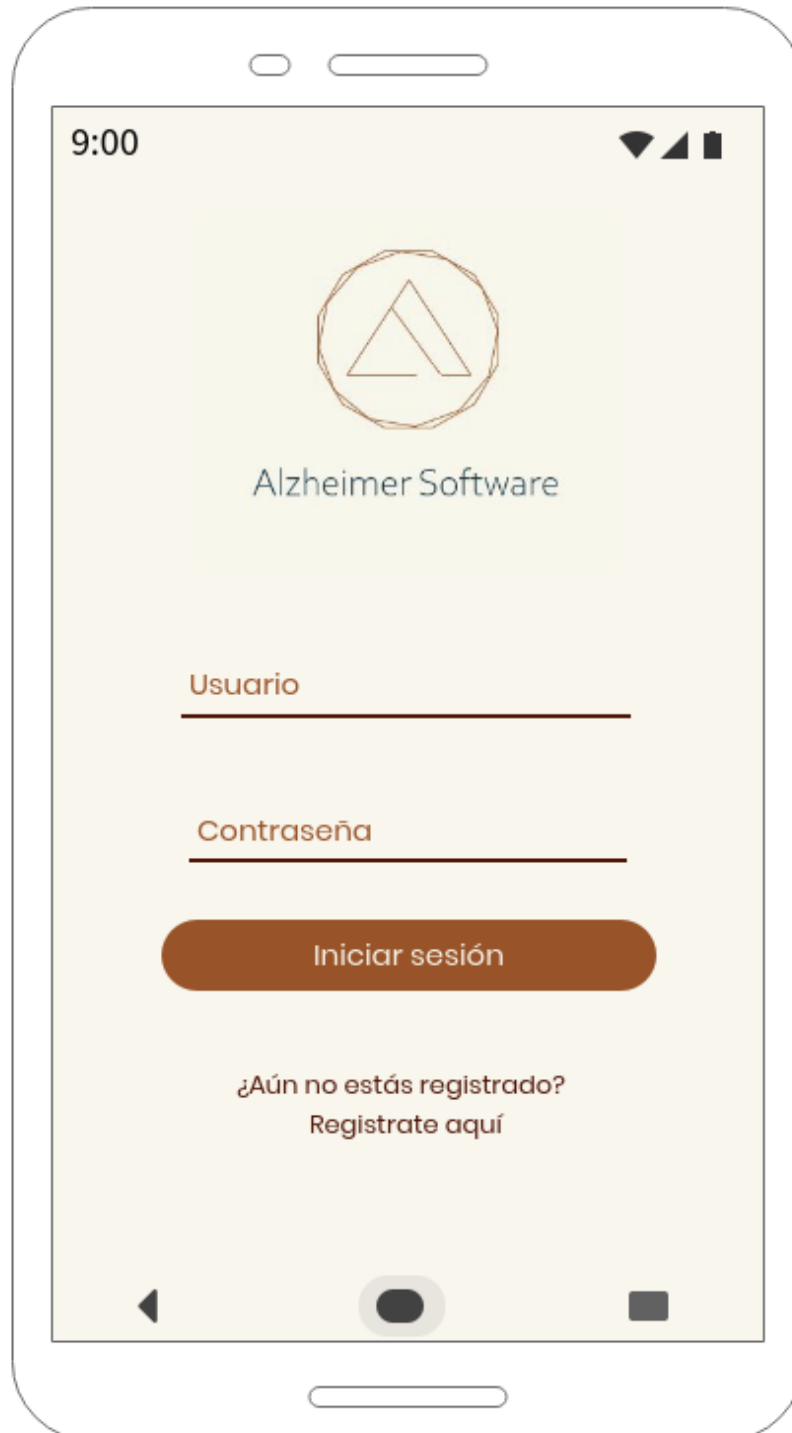 9:00
Alzheimer Software
Usuario
Contraseña
Iniciar sesión
¿Aún no estás registrado?
Registrate aquí